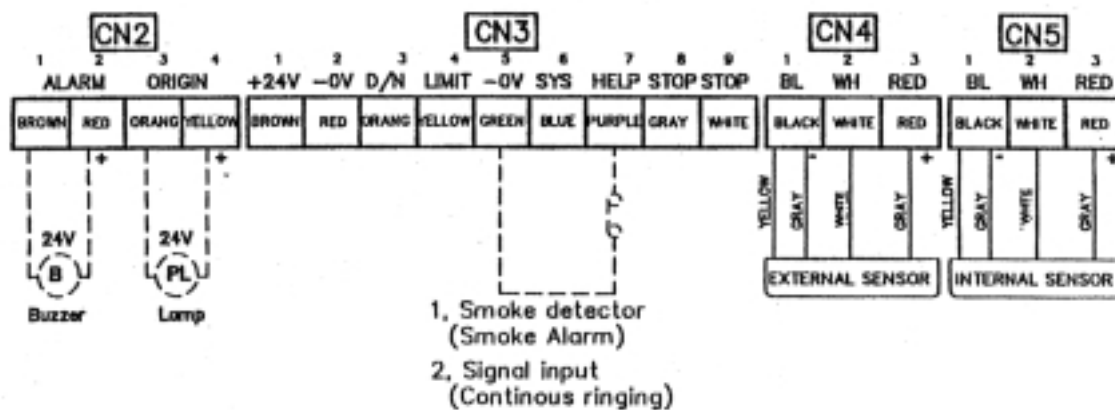 CN2 CN3 CN4 CN5
1 2 3 4 1 2 3 4 5 6 7 8 9 1 2 3 1 2 3
ALARM ORIGIN +24V -0V D/N LIMIT -0V SYS HELP STOP STOP BL WH RED BL WH RED
BROWN RED ORANG YELLOW BROWN RED ORANG YELLOW GREEN BLUE PURPLE GRAY WHITE BLACK WHITE RED BLACK WHITE RED
+ + - + - +
YELLOW GRAY WHITE GRAY YELLOW GRAY WHITE GRAY
24V 24V
B PL EXTERNAL SENSOR INTERNAL SENSOR
Buzzer Lamp
1, Smoke detector
(Smoke Alarm)
2, Signal input
(Continous ringing)